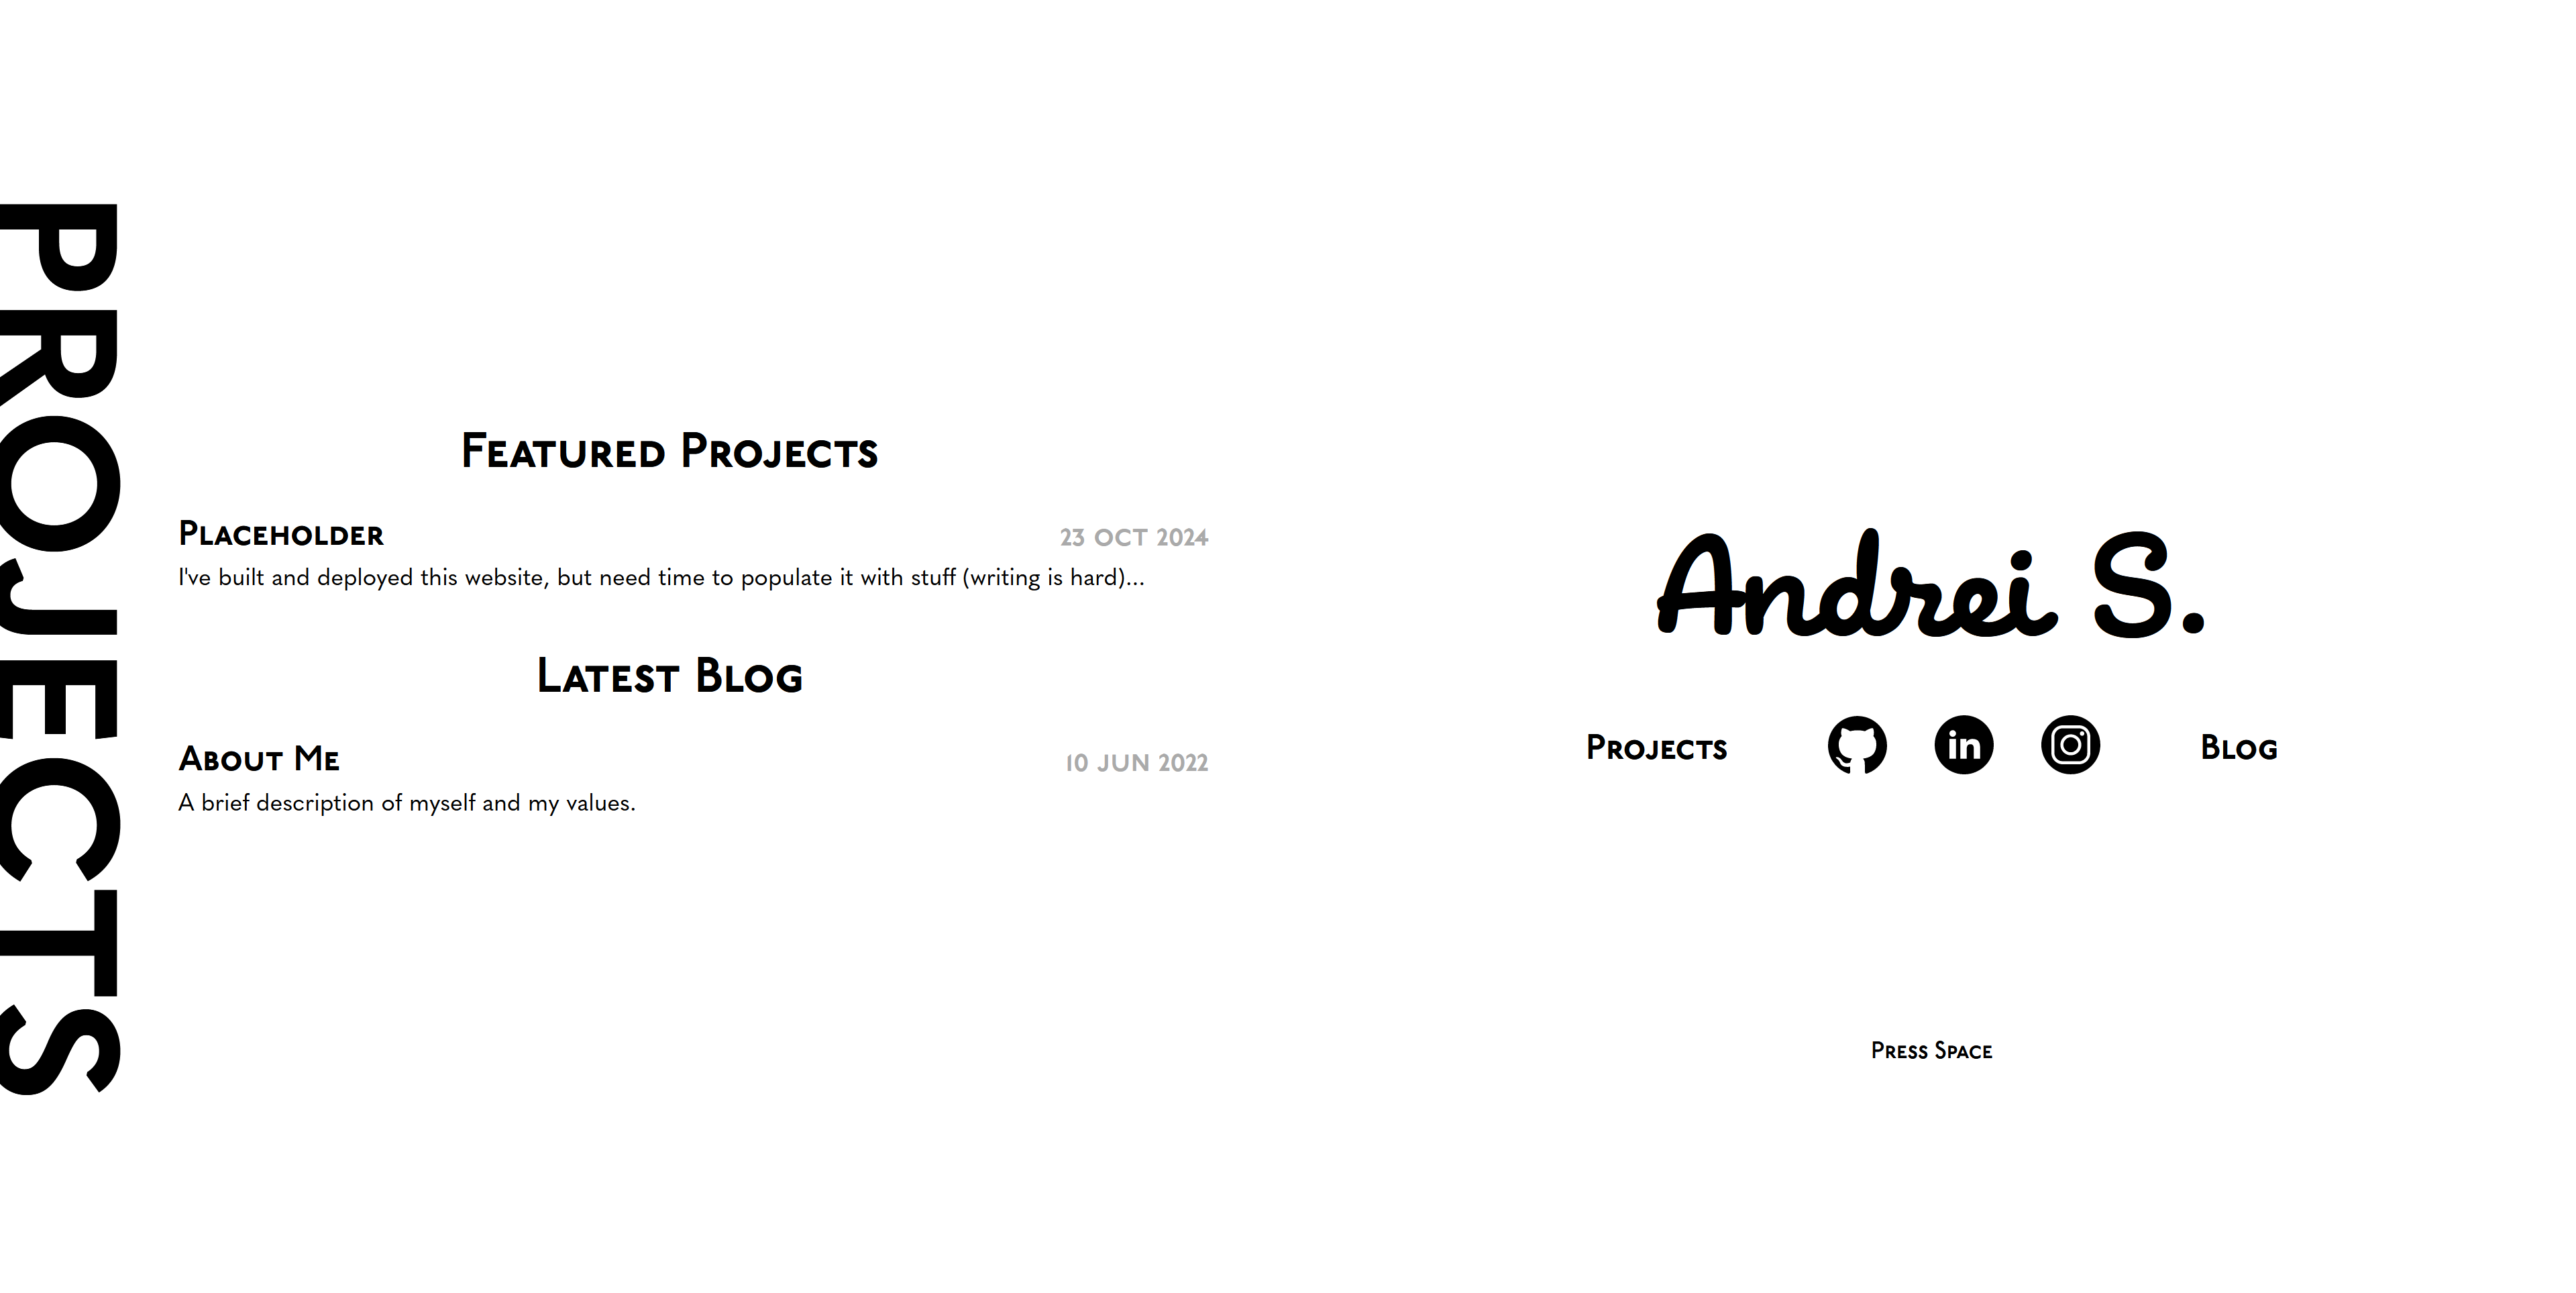 PROJECTS
Featured Projects
Placeholder 23 OCT 2024
I've built and deployed this website, but need time to populate it with stuff (writing is hard)...
Latest Blog
About Me 10 JUN 2022
A brief description of myself and my values.
Andrei S.
Projects in Blog
Press Space